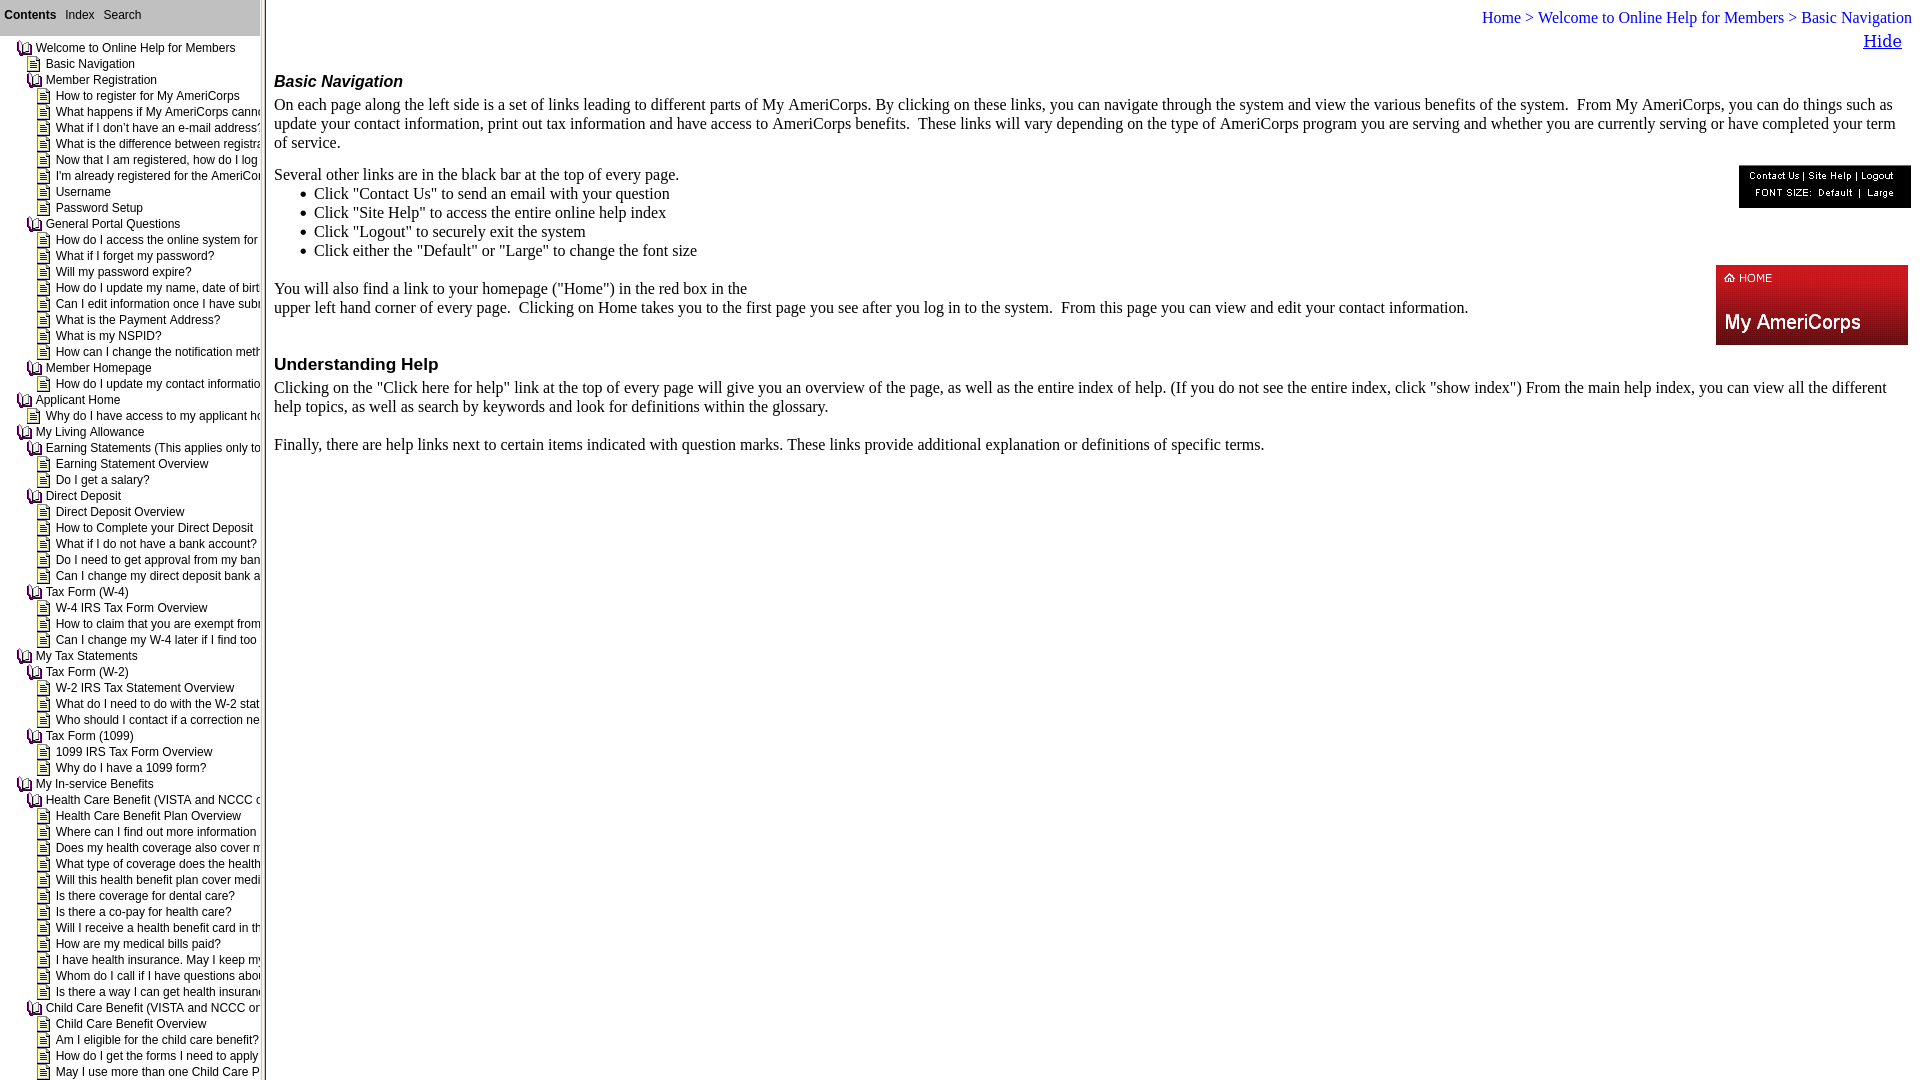 Contents Index Search
Welcome to Online Help for Members
Basic Navigation
Member Registration
How to register for My AmeriCorps
What happens if My AmeriCorps
What if I don’t have an e-mail address?
What is the difference between
Now that I am registered, how do I log
I'm already registered for the
Username
Password Setup
General Portal Questions
How do I access the online system for
What if I forget my password?
Will my password expire?
How do I update my name, date of
Can I edit information once I have
What is the Payment Address?
What is my NSPID?
How can I change the notification
Member Homepage
How do I update my contact
Applicant Home
Why do I have access to my applicant
My Living Allowance
Earning Statements (This applies only to
Earning Statement Overview
Do I get a salary?
Direct Deposit
Direct Deposit Overview
How to Complete your Direct Deposit
What if I do not have a bank account?
Do I need to get approval from my
Can I change my direct deposit bank
Tax Form (W-4)
W-4 IRS Tax Form Overview
How to claim that you are exempt from
Can I change my W-4 later if I find too
My Tax Statements
Tax Form (W-2)
W-2 IRS Tax Statement Overview
What do I need to do with the W-2
Who should I contact if a correction
Tax Form (1099)
1099 IRS Tax Form Overview
Why do I have a 1099 form?
My In-service Benefits
Health Care Benefit (VISTA and NCCC
Health Care Benefit Plan Overview
Where can I find out more information
Does my health coverage also cover
What type of coverage does the health
Will this health benefit plan cover
Is there coverage for dental care?
Is there a co-pay for health care?
Will I receive a health benefit card in
How are my medical bills paid?
I have health insurance. May I keep
Whom do I call if I have questions
Is there a way I can get health
Child Care Benefit (VISTA and NCCC
Child Care Benefit Overview
Am I eligible for the child care benefit?
How do I get the forms I need to apply
May I use more than one Child Care
Home > Welcome to Online Help for Members > Basic Navigation
Hide
Basic Navigation
On each page along the left side is a set of links leading to different parts of My AmeriCorps. By clicking on these links, you can navigate through the system and view the various benefits of the system.  From My AmeriCorps, you can do things such as
update your contact information, print out tax information and have access to AmeriCorps benefits.  These links will vary depending on the type of AmeriCorps program you are serving and whether you are currently serving or have completed your term
of service.
Several other links are in the black bar at the top of every page.
• Click "Contact Us" to send an email with your question
• Click "Site Help" to access the entire online help index
• Click "Logout" to securely exit the system
• Click either the "Default" or "Large" to change the font size
Contact Us | Site Help | Logout
FONT SIZE: Default | Large
You will also find a link to your homepage ("Home") in the red box in the
upper left hand corner of every page.  Clicking on Home takes you to the first page you see after you log in to the system.  From this page you can view and edit your contact information.
HOME
My AmeriCorps
Understanding Help
Clicking on the "Click here for help" link at the top of every page will give you an overview of the page, as well as the entire index of help. (If you do not see the entire index, click "show index") From the main help index, you can view all the different
help topics, as well as search by keywords and look for definitions within the glossary.
Finally, there are help links next to certain items indicated with question marks. These links provide additional explanation or definitions of specific terms.